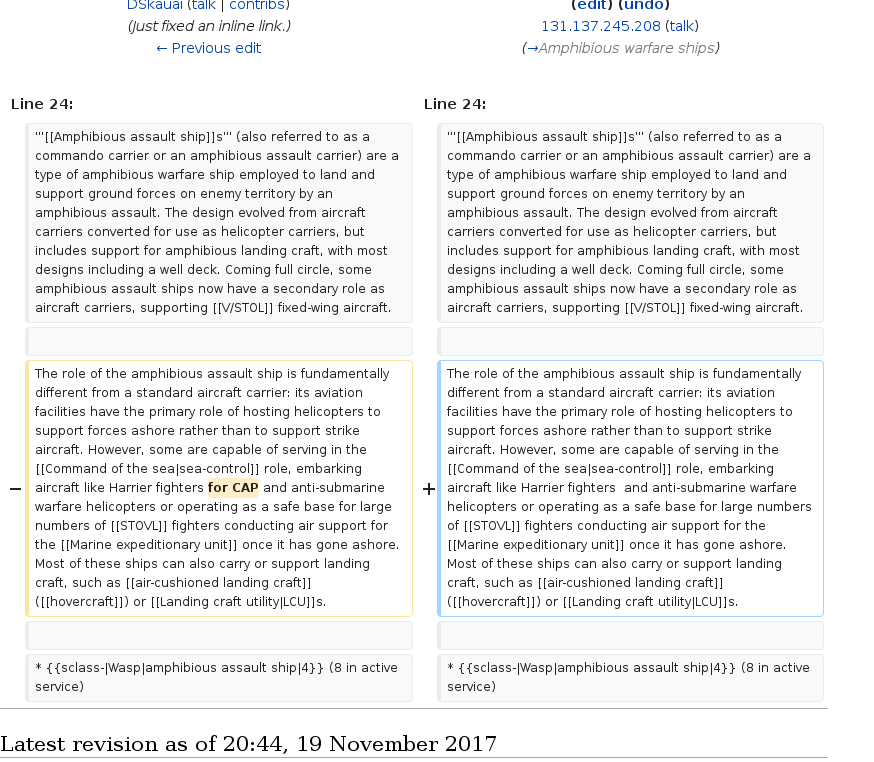 DSkauai (talk | contribs)
(Just fixed an inline link.)
← Previous edit
(edit) (undo)
131.137.245.208 (talk)
(→Amphibious warfare ships)
Line 24:
'''[[Amphibious assault ship]]s''' (also referred to as a
commando carrier or an amphibious assault carrier) are a
type of amphibious warfare ship employed to land and
support ground forces on enemy territory by an
amphibious assault. The design evolved from aircraft
carriers converted for use as helicopter carriers, but
includes support for amphibious landing craft, with most
designs including a well deck. Coming full circle, some
amphibious assault ships now have a secondary role as
aircraft carriers, supporting [[V/STOL]] fixed-wing aircraft.
The role of the amphibious assault ship is fundamentally
different from a standard aircraft carrier: its aviation
facilities have the primary role of hosting helicopters to
support forces ashore rather than to support strike
aircraft. However, some are capable of serving in the
[[Command of the sea|sea-control]] role, embarking
− aircraft like Harrier fighters for CAP and anti-submarine
warfare helicopters or operating as a safe base for large
numbers of [[STOVL]] fighters conducting air support for
the [[Marine expeditionary unit]] once it has gone ashore.
Most of these ships can also carry or support landing
craft, such as [[air-cushioned landing craft]]
([[hovercraft]]) or [[Landing craft utility|LCU]]s.
* {{sclass-|Wasp|amphibious assault ship|4}} (8 in active
service)
Line 24:
'''[[Amphibious assault ship]]s''' (also referred to as a
commando carrier or an amphibious assault carrier) are a
type of amphibious warfare ship employed to land and
support ground forces on enemy territory by an
amphibious assault. The design evolved from aircraft
carriers converted for use as helicopter carriers, but
includes support for amphibious landing craft, with most
designs including a well deck. Coming full circle, some
amphibious assault ships now have a secondary role as
aircraft carriers, supporting [[V/STOL]] fixed-wing aircraft.
The role of the amphibious assault ship is fundamentally
different from a standard aircraft carrier: its aviation
facilities have the primary role of hosting helicopters to
support forces ashore rather than to support strike
aircraft. However, some are capable of serving in the
[[Command of the sea|sea-control]] role, embarking
+ aircraft like Harrier fighters  and anti-submarine warfare
helicopters or operating as a safe base for large numbers
of [[STOVL]] fighters conducting air support for the
[[Marine expeditionary unit]] once it has gone ashore.
Most of these ships can also carry or support landing
craft, such as [[air-cushioned landing craft]]
([[hovercraft]]) or [[Landing craft utility|LCU]]s.
* {{sclass-|Wasp|amphibious assault ship|4}} (8 in active
service)
Latest revision as of 20:44, 19 November 2017